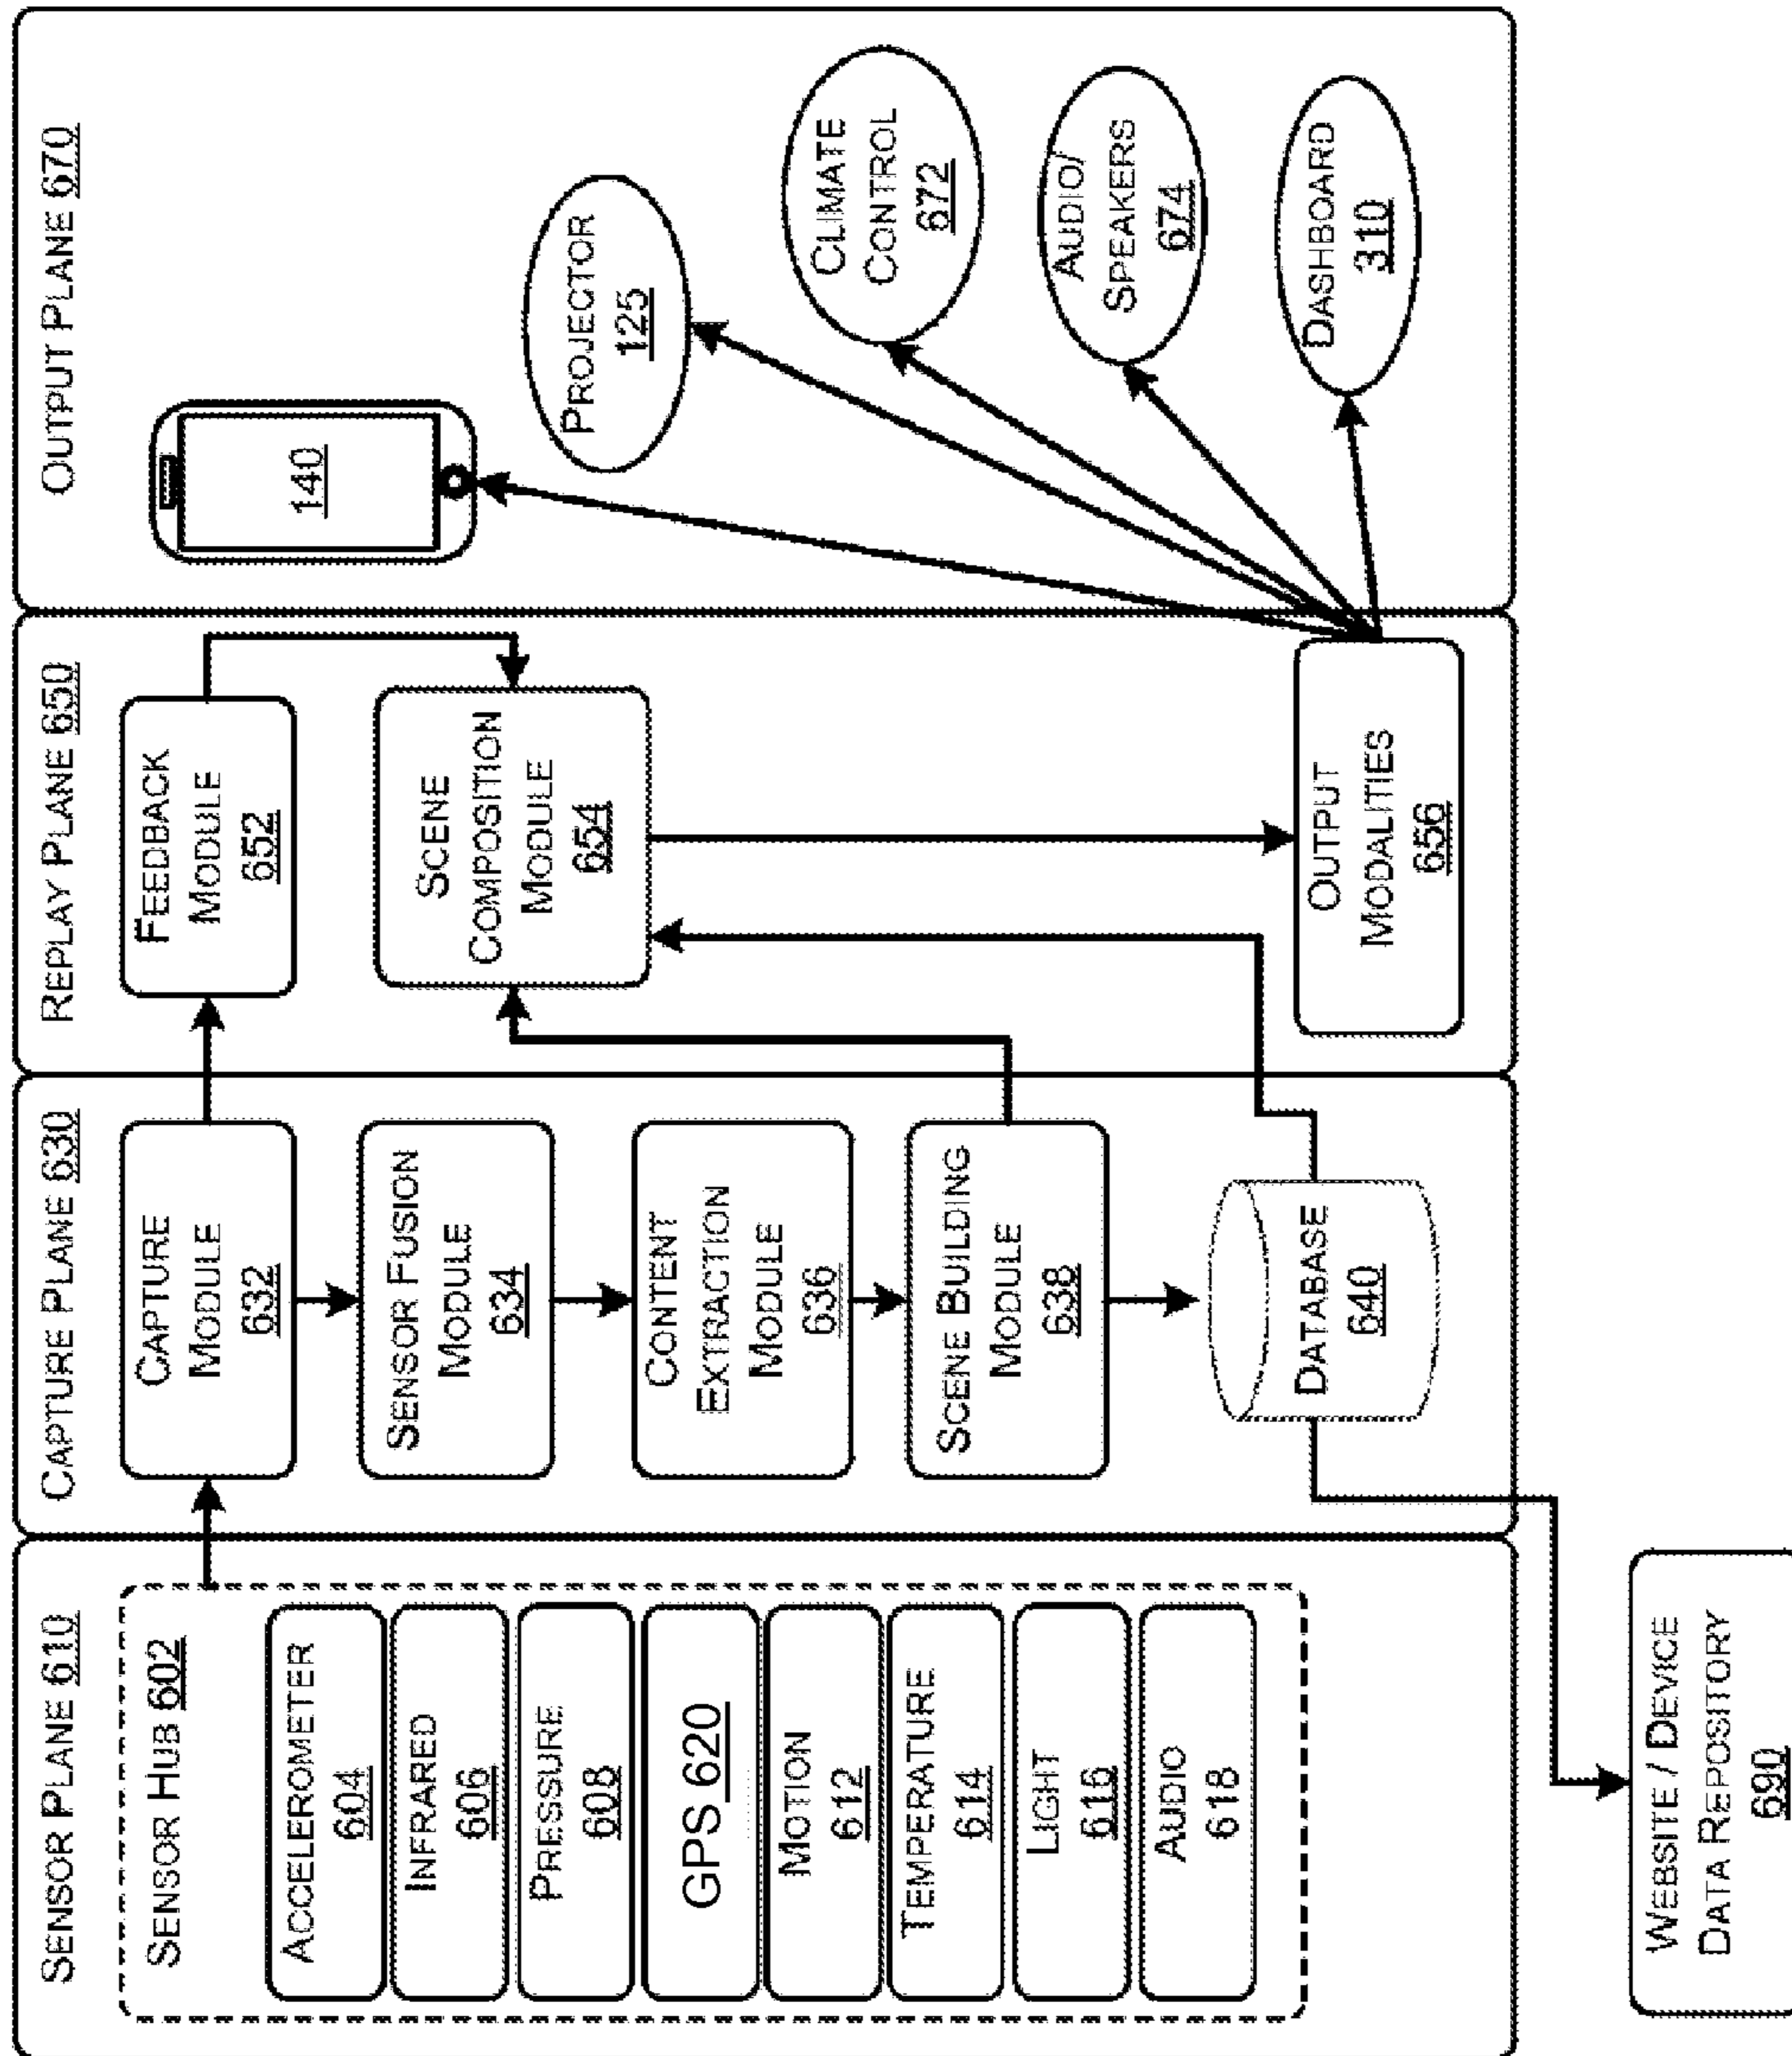 SENSOR PLANE 610
SENSOR HUB 602
ACCELEROMETER
604
INFRARED
606
PRESSURE
608
GPS 620
MOTION
612
TEMPERATURE
614
LIGHT
616
AUDIO
618
CAPTURE PLANE 630
CAPTURE
MODULE
632
SENSOR FUSION
MODULE
634
CONTENT
EXTRACTION
MODULE
636
SCENE BUILDING
MODULE
638
DATABASE
640
REPLAY PLANE 650
FEEDBACK
MODULE
652
SCENE
COMPOSITION
MODULE
654
OUTPUT
MODALITIES
656
OUTPUT PLANE 670
140
PROJECTOR
125
CLIMATE
CONTROL
672
AUDIO/
SPEAKERS
674
DASHBOARD
310
WEBSITE / DEVICE
DATA REPOSITORY
690